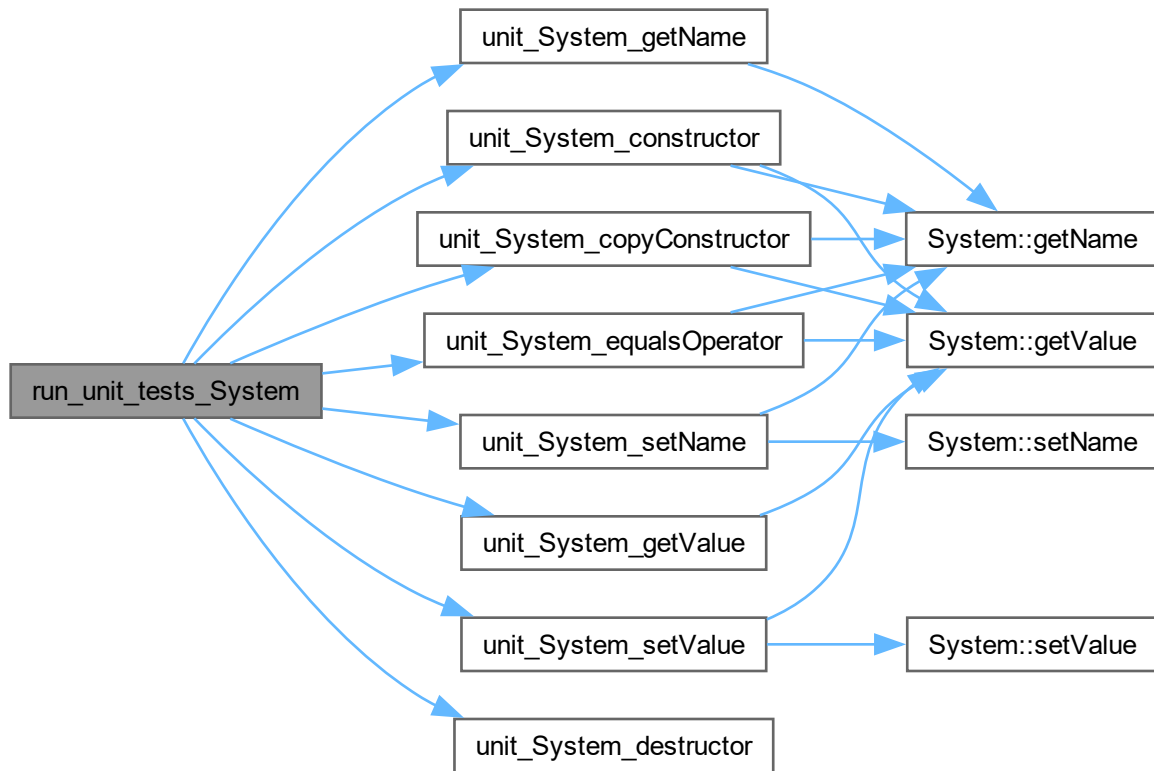 unit_System_getName
unit_System_constructor
unit_System_copyConstructor
System::getName
unit_System_equalsOperator
System::getValue
run_unit_tests_System
unit_System_setName
System::setName
unit_System_getValue
unit_System_setValue
System::setValue
unit_System_destructor